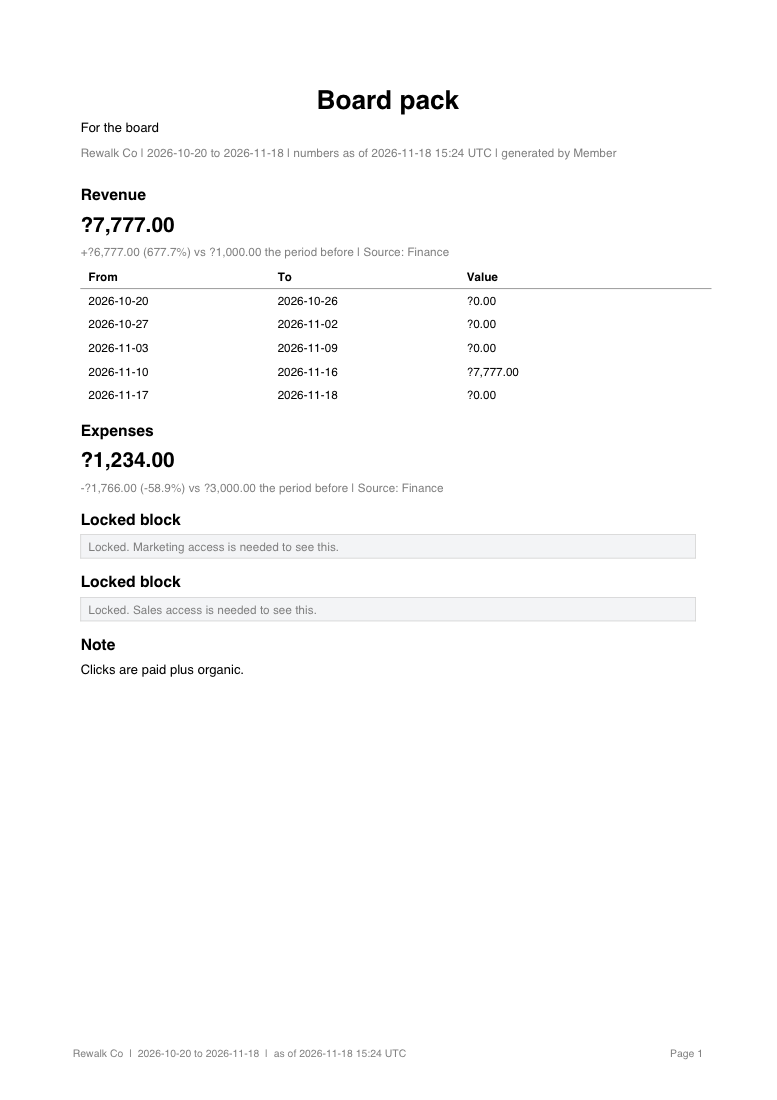 Board pack
For the board
Rewalk Co | 2026-10-20 to 2026-11-18 | numbers as of 2026-11-18 15:24 UTC | generated by Member
Revenue
?7,777.00
+?6,777.00 (677.7%) vs ?1,000.00 the period before | Source: Finance
From To Value
2026-10-20 2026-10-26 ?0.00
2026-10-27 2026-11-02 ?0.00
2026-11-03 2026-11-09 ?0.00
2026-11-10 2026-11-16 ?7,777.00
2026-11-17 2026-11-18 ?0.00
Expenses
?1,234.00
-?1,766.00 (-58.9%) vs ?3,000.00 the period before | Source: Finance
Locked block
Locked. Marketing access is needed to see this.
Locked block
Locked. Sales access is needed to see this.
Note
Clicks are paid plus organic.
Rewalk Co | 2026-10-20 to 2026-11-18 | as of 2026-11-18 15:24 UTC Page 1